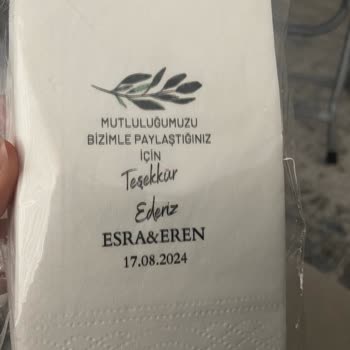 MUTLULUĞUMUZU
BİZİMLE PAYLAŞTIĞINIZ
İÇİN
Teşekkür
Ederiz
ESRA&EREN
17.08.2024